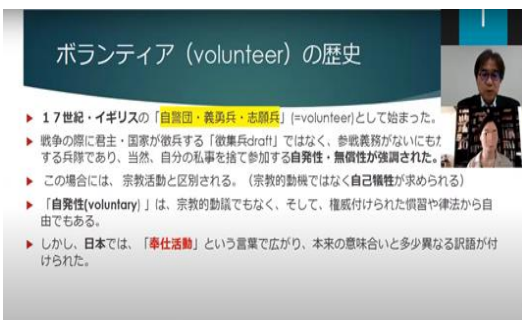 ボランティア（volunteer）の歴史
１７世紀・イギリスの「自警団・義勇兵・志願兵」(=volunteer)として始まった。
戦争の際に君主・国家が徴兵する「徴集兵draft」ではなく、参戦義務がないにもか
する兵隊であり、当然、自分の私事を捨て参加する自発性・無償性が強調された。
この場合には、宗教活動と区別される。（宗教的動機ではなく自己犠牲が求められる）
「自発性(voluntary) 」は、宗教的動議でもなく、そして、権威付けられた慣習や律法から自
由でもある。
しかし、日本では、「奉仕活動」という言葉で広がり、本来の意味合いと多少異なる訳語が付
けられた。